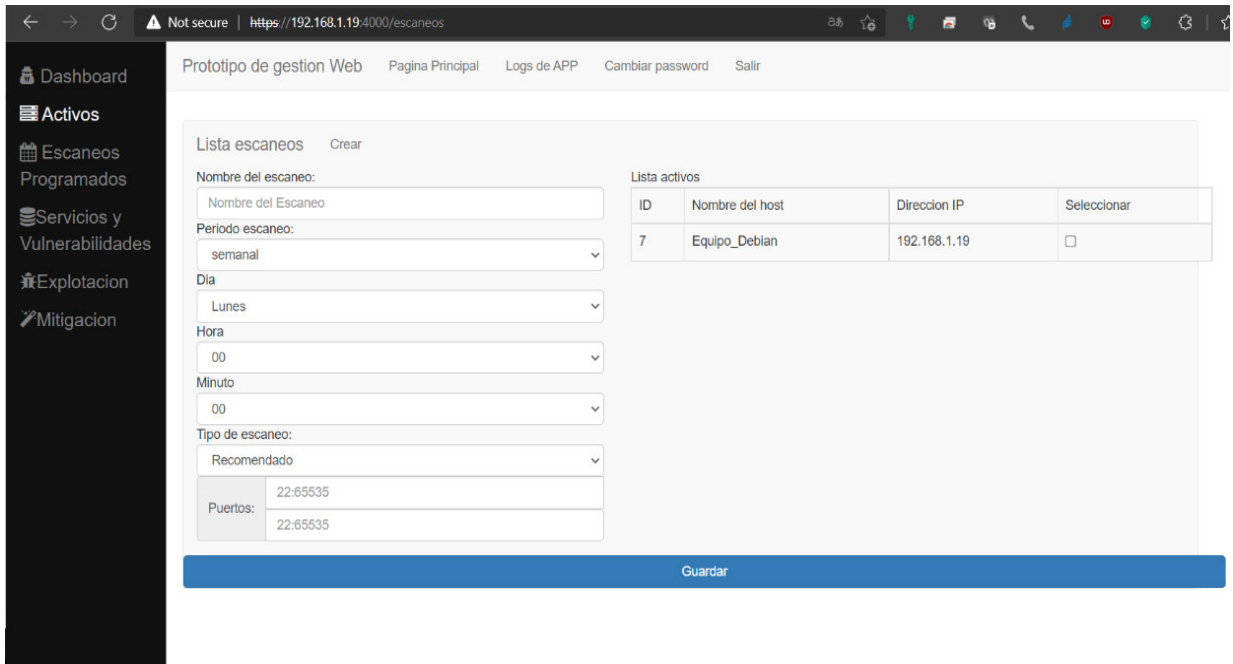 Not secure | https://192.168.1.19:4000/escaneos
Dashboard
Activos
Escaneos
Programados
Servicios y
Vulnerabilidades
Explotacion
Mitigacion
Prototipo de gestion Web Pagina Principal Logs de APP Cambiar password Salir
Lista escaneos Crear
Nombre del escaneo:
Nombre del Escaneo
Periodo escaneo:
semanal
Dia
Lunes
Hora
00
Minuto
00
Tipo de escaneo:
Recomendado
Puertos:
22:65535
22:65535
Lista activos
ID Nombre del host Direccion IP Seleccionar
7 Equipo_Debian 192.168.1.19
Guardar